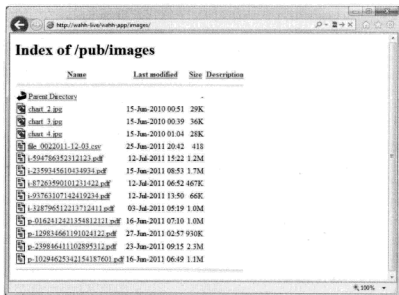 http://wahh-live/wahh-app/images/
Index of /pub/images
Name Last modified Size Description
Parent Directory -
chart_2.jpg 15-Jun-2010 00:51 29K
chart_3.jpg 15-Jun-2010 00:39 36K
chart_4.jpg 15-Jun-2010 01:04 28K
file_0022011-12-03.csv 25-Jun-2011 20:42 418
i-594786352312123.pdf 12-Jul-2011 15:22 1.2M
i-2359345610434934.pdf 15-Jun-2011 08:53 1.7M
i-87263590101231422.pdf 12-Jul-2011 06:52 467K
i-93763107142419234.pdf 12-Jul-2011 13:50 66K
i-328796512213712411.pdf 03-Jul-2011 05:19 1.0M
p-0162412421354812121.pdf 16-Jun-2011 07:10 1.0M
p-129834661191024122.pdf 27-Jun-2011 02:57 930K
p-239846411102895312.pdf 23-Jun-2011 09:15 2.3M
p-10294625342154187601.pdf 16-Jun-2011 06:49 1.1M
100%